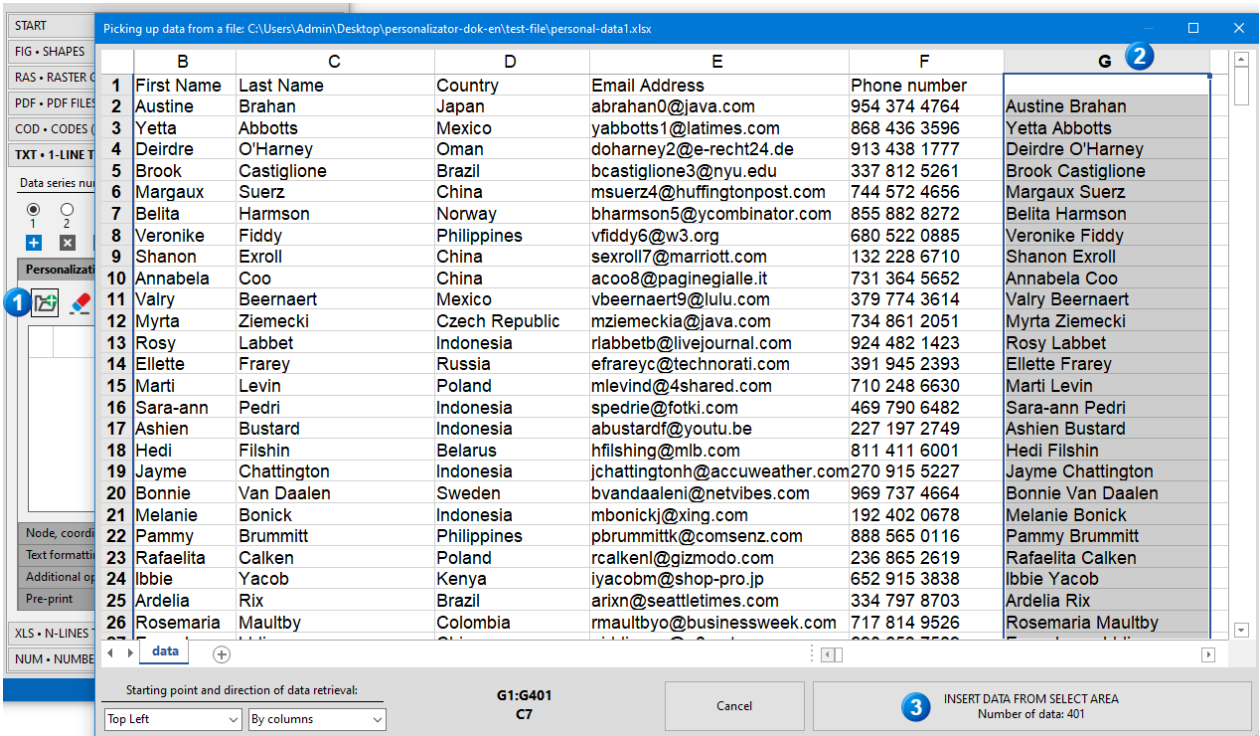 START
FIG • SHAPES
RAS • RASTER
PDF • PDF FILES
COD • CODES
TXT • 1-LINE
Data series
1 2
Personalizati
1
Node, coordi
Text formatti
Additional op
Pre-print
XLS • N-LINES
NUM • NUMBE
Picking up data from a file: C:\Users\Admin\Desktop\personalizator-dok-en\test-file\personal-data1.xlsx
B C D E F G 2
1 First Name Last Name Country Email Address Phone number
2 Austine Brahan Japan abrahan0@java.com 954 374 4764 Austine Brahan
3 Yetta Abbotts Mexico yabbotts1@latimes.com 868 436 3596 Yetta Abbotts
4 Deirdre O'Harney Oman doharney2@e-recht24.de 913 438 1777 Deirdre O'Harney
5 Brook Castiglione Brazil bcastiglione3@nyu.edu 337 812 5261 Brook Castiglione
6 Margaux Suerz China msuerz4@huffingtonpost.com 744 572 4656 Margaux Suerz
7 Belita Harmson Norway bharmson5@ycombinator.com 855 882 8272 Belita Harmson
8 Veronike Fiddy Philippines vfiddy6@w3.org 680 522 0885 Veronike Fiddy
9 Shanon Exroll China sexroll7@marriott.com 132 228 6710 Shanon Exroll
10 Annabela Coo China acoo8@paginegialle.it 731 364 5652 Annabela Coo
11 Valry Beernaert Mexico vbeernaert9@lulu.com 379 774 3614 Valry Beernaert
12 Myrta Ziemecki Czech Republic mziemeckia@java.com 734 861 2051 Myrta Ziemecki
13 Rosy Labbet Indonesia rlabbetb@livejournal.com 924 482 1423 Rosy Labbet
14 Ellette Frarey Russia efrareyc@technorati.com 391 945 2393 Ellette Frarey
15 Marti Levin Poland mlevind@4shared.com 710 248 6630 Marti Levin
16 Sara-ann Pedri Indonesia spedrie@fotki.com 469 790 6482 Sara-ann Pedri
17 Ashien Bustard Indonesia abustardf@youtu.be 227 197 2749 Ashien Bustard
18 Hedi Filshin Belarus hfilshing@mlb.com 811 411 6001 Hedi Filshin
19 Jayme Chattington Indonesia jchattingtonh@accuweather.com 270 915 5227 Jayme Chattington
20 Bonnie Van Daalen Sweden bvandaaleni@netvibes.com 969 737 4664 Bonnie Van Daalen
21 Melanie Bonick Indonesia mbonickj@xing.com 192 402 0678 Melanie Bonick
22 Pammy Brummitt Philippines pbrummittk@comsenz.com 888 565 0116 Pammy Brummitt
23 Rafaelita Calken Poland rcalkenl@gizmodo.com 236 865 2619 Rafaelita Calken
24 Ibbie Yacob Kenya iyacobm@shop-pro.jp 652 915 3838 Ibbie Yacob
25 Ardelia Rix Brazil arixn@seattletimes.com 334 797 8703 Ardelia Rix
26 Rosemaria Maultby Colombia rmaultbyo@businessweek.com 717 814 9526 Rosemaria Maultby
data
Starting point and direction of data retrieval:
Top Left By columns
G1:G401
C7
Cancel
3 INSERT DATA FROM SELECT AREA
Number of data: 401